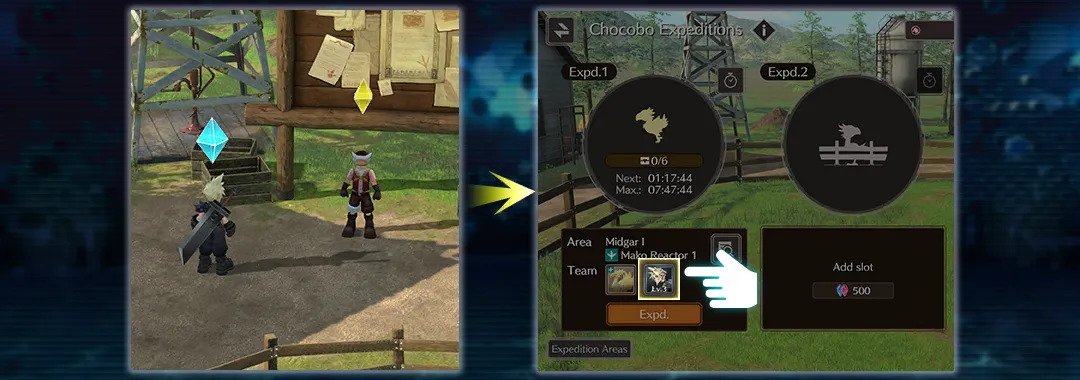 Chocobo Expeditions
Expd.1
Expd.2
0/6
Next: 01:17:44
Max.: 07:47:44
Area Midgar I
Mako Reactor 1
Team
Expd.
Add slot
500
Expedition Areas